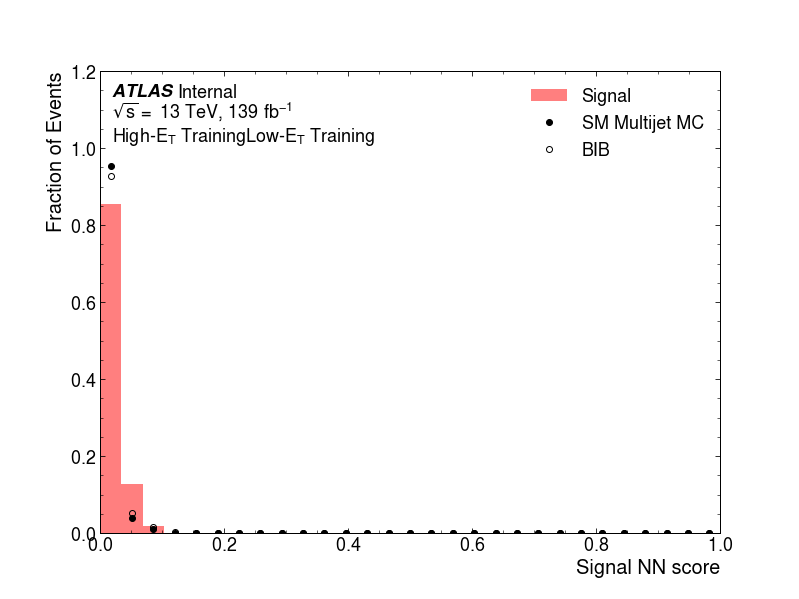 ATLAS Internal
√s = 13 TeV, 139 fb⁻¹
High-E_T TrainingLow-E_T Training
Signal
SM Multijet MC
BIB
Fraction of Events
1.2
1.0
0.8
0.6
0.4
0.2
0.0
0.0 0.2 0.4 0.6 0.8 1.0
Signal NN score